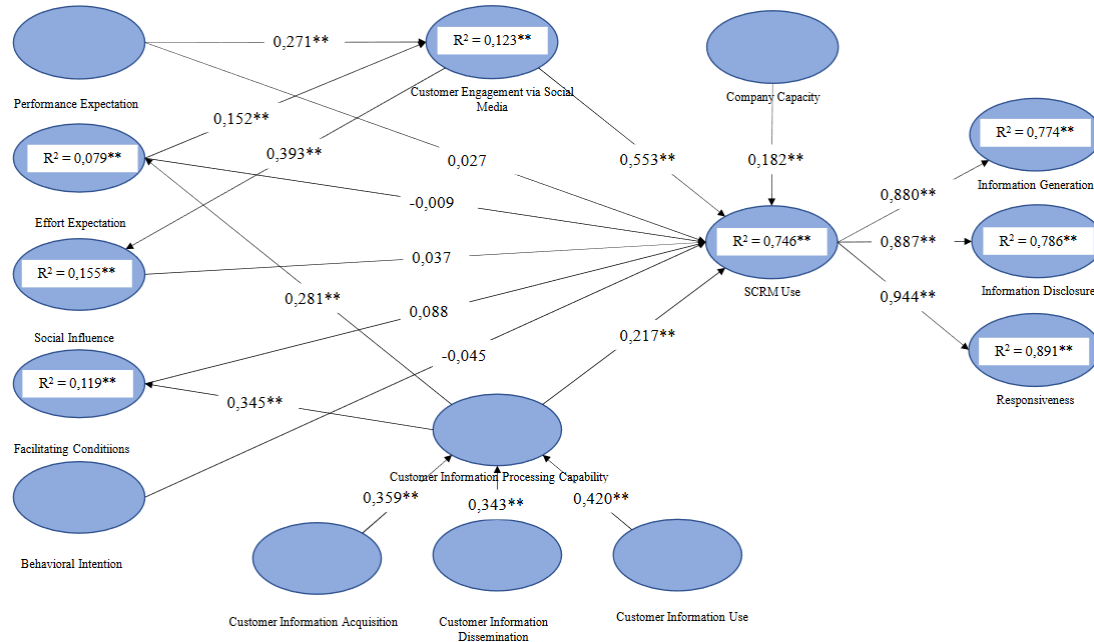 0,271**
R² = 0,123**
Performance Expectation
Customer Engagement via Social
Media
Company Capacity
0,152**
R² = 0,079**
0,393**
0,027
0,553**
0,182**
R² = 0,774**
Information Generation
0,880**
Effort Expectation
-0,009
R² = 0,746**
0,887**
R² = 0,786**
R² = 0,155**
0,037
SCRM Use
Information Disclosure
0,281**
0,944**
Social Influence
0,088
0,217**
R² = 0,891**
R² = 0,119**
-0,045
Responsiveness
0,345**
Facilitating Conditiions
Customer Information Processing Capability
0,359**
0,343**
0,420**
Behavioral Intention
Customer Information Acquisition
Customer Information
Dissemination
Customer Information Use